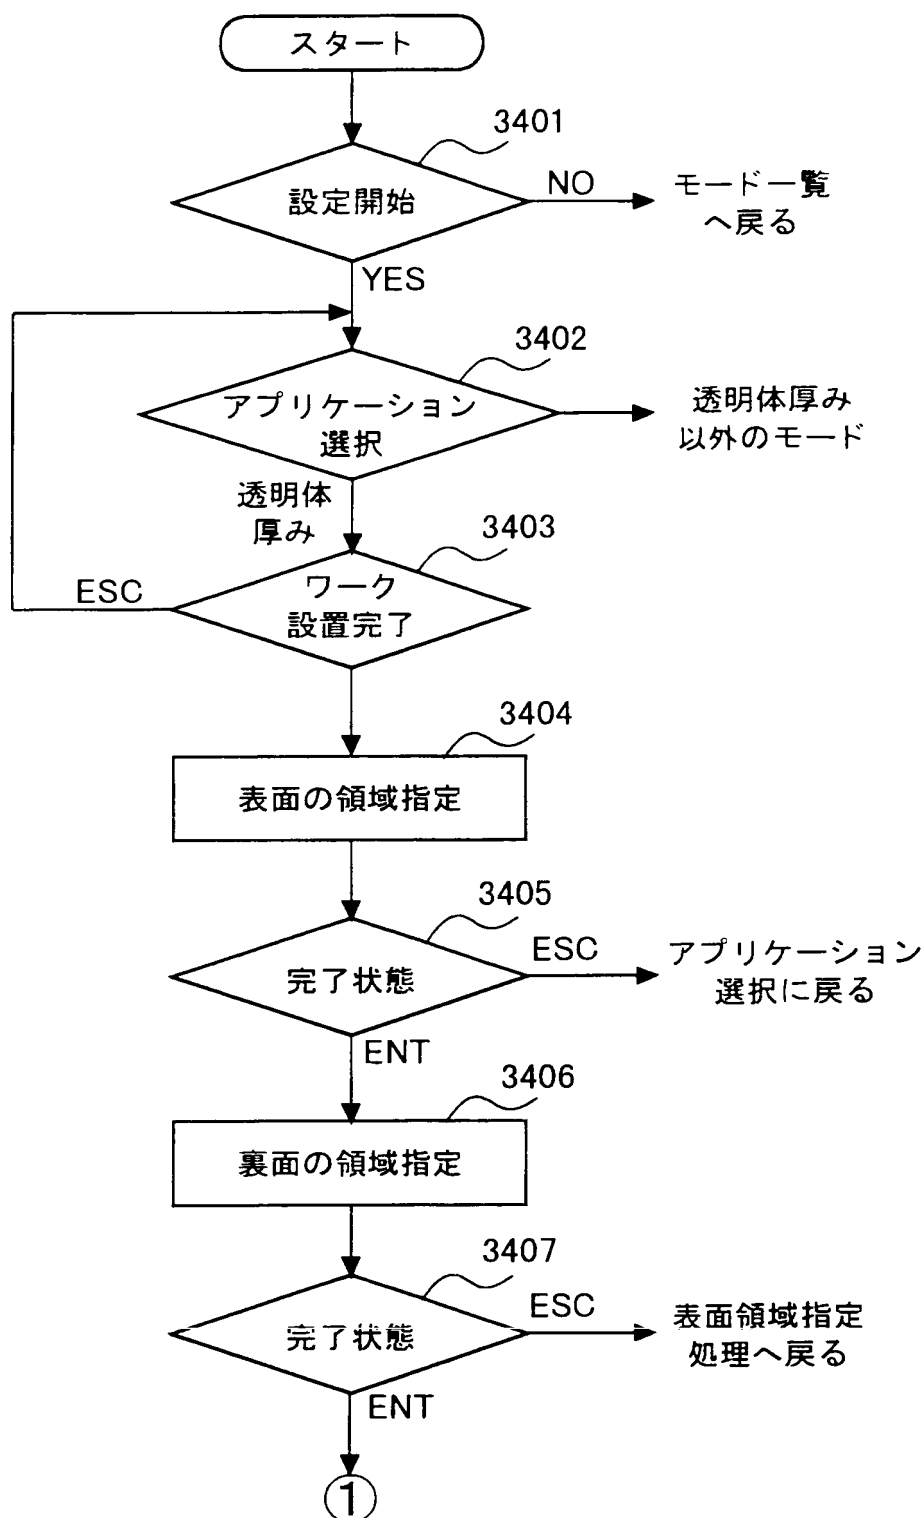 スタート
3401
設定開始
NO
モード一覧
へ戻る
YES
3402
アプリケーション
選択
透明体厚み
以外のモード
透明体
厚み
3403
ESC
ワーク
設置完了
3404
表面の領域指定
3405
完了状態
ESC
アプリケーション
選択に戻る
ENT
3406
裏面の領域指定
3407
完了状態
ESC
表面領域指定
処理へ戻る
ENT
1